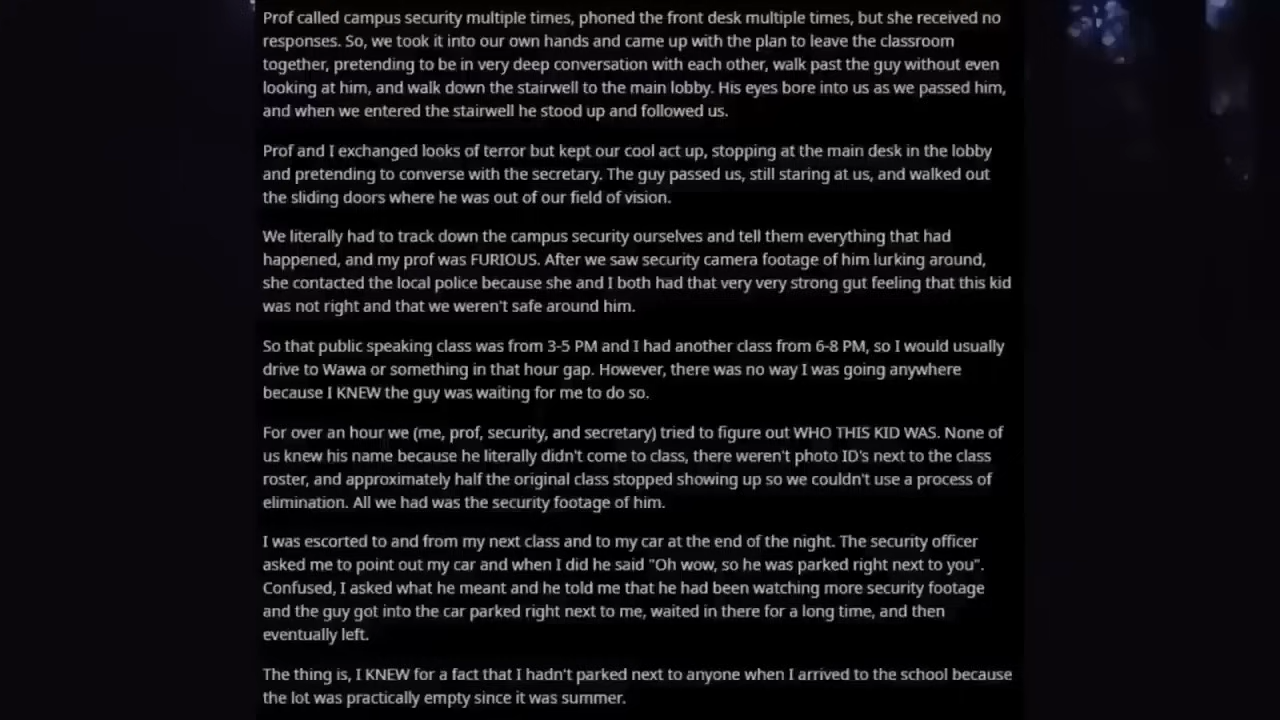 Prof called campus security multiple times, phoned the front desk multiple times, but she received no
responses. So, we took it into our own hands and came up with the plan to leave the classroom
together, pretending to be in very deep conversation with each other, walk past the guy without even
looking at him, and walk down the stairwell to the main lobby. His eyes bore into us as we passed him,
and when we entered the stairwell he stood up and followed us.
Prof and I exchanged looks of terror but kept our cool act up, stopping at the main desk in the lobby
and pretending to converse with the secretary. The guy passed us, still staring at us, and walked out
the sliding doors where he was out of our field of vision.
We literally had to track down the campus security ourselves and tell them everything that had
happened, and my prof was FURIOUS. After we saw security camera footage of him lurking around,
she contacted the local police because she and I both had that very very strong gut feeling that this kid
was not right and that we weren't safe around him.
So that public speaking class was from 3-5 PM and I had another class from 6-8 PM, so I would usually
drive to Wawa or something in that hour gap. However, there was no way I was going anywhere
because I KNEW the guy was waiting for me to do so.
For over an hour we (me, prof, security, and secretary) tried to figure out WHO THIS KID WAS. None of
us knew his name because he literally didn't come to class, there weren't photo ID's next to the class
roster, and approximately half the original class stopped showing up so we couldn't use a process of
elimination. All we had was the security footage of him.
I was escorted to and from my next class and to my car at the end of the night. The security officer
asked me to point out my car and when I did he said "Oh wow, so he was parked right next to you".
Confused, I asked what he meant and he told me that he had been watching more security footage
and the guy got into the car parked right next to me, waited in there for a long time, and then
eventually left.
The thing is, I KNEW for a fact that I hadn't parked next to anyone when I arrived to the school because
the lot was practically empty since it was summer.